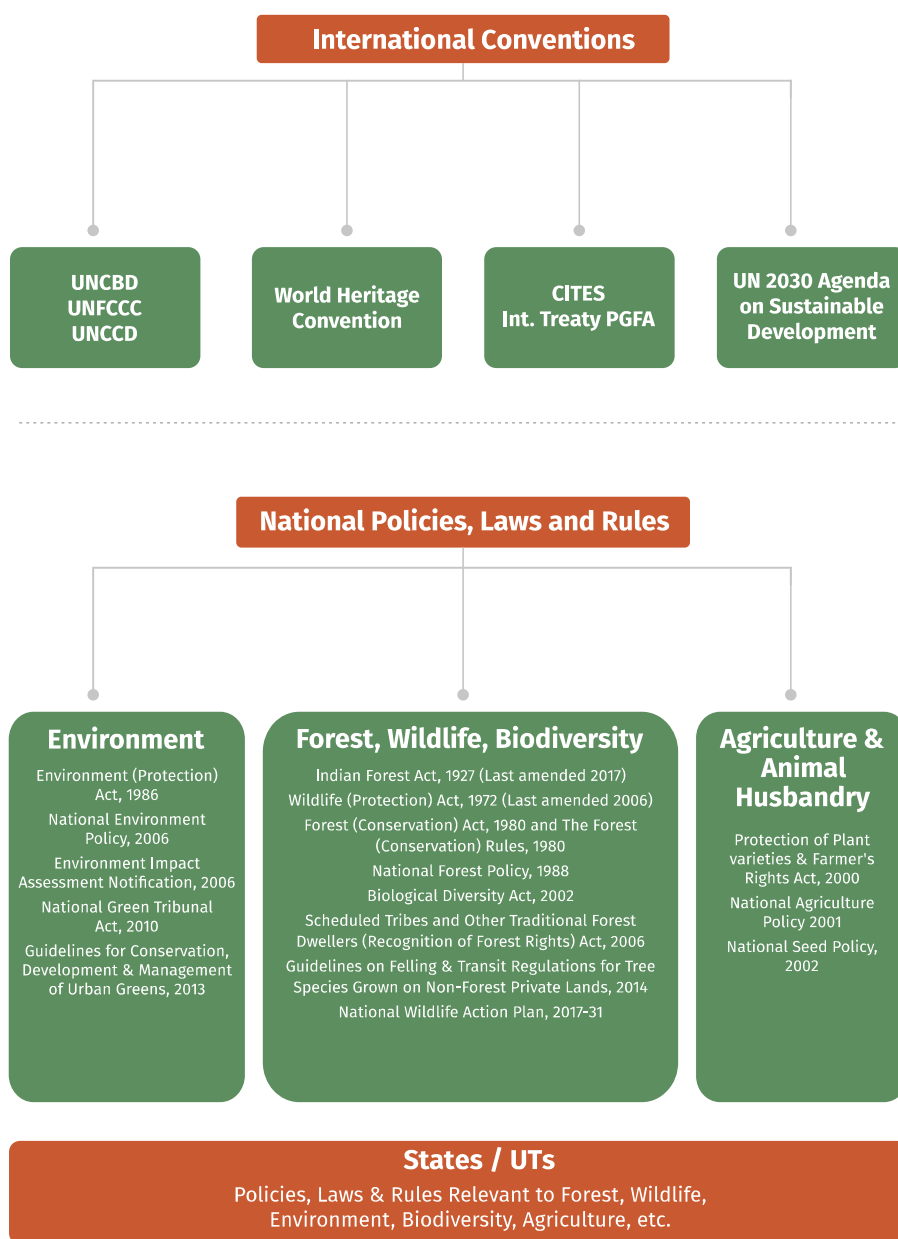 International Conventions
UNCBD
UNFCCC
UNCCD
World Heritage
Convention
CITES
Int. Treaty PGFA
UN 2030 Agenda
on Sustainable
Development
National Policies, Laws and Rules
Environment
Environment (Protection)
Act, 1986
National Environment
Policy, 2006
Environment Impact
Assessment Notification, 2006
National Green Tribunal
Act, 2010
Guidelines for Conservation,
Development & Management
of Urban Greens, 2013
Forest, Wildlife, Biodiversity
Indian Forest Act, 1927 (Last amended 2017)
Wildlife (Protection) Act, 1972 (Last amended 2006)
Forest (Conservation) Act, 1980 and The Forest
(Conservation) Rules, 1980
National Forest Policy, 1988
Biological Diversity Act, 2002
Scheduled Tribes and Other Traditional Forest
Dwellers (Recognition of Forest Rights) Act, 2006
Guidelines on Felling & Transit Regulations for Tree
Species Grown on Non-Forest Private Lands, 2014
National Wildlife Action Plan, 2017-31
Agriculture &
Animal
Husbandry
Protection of Plant
varieties & Farmer's
Rights Act, 2000
National Agriculture
Policy 2001
National Seed Policy,
2002
States / UTs
Policies, Laws & Rules Relevant to Forest, Wildlife,
Environment, Biodiversity, Agriculture, etc.